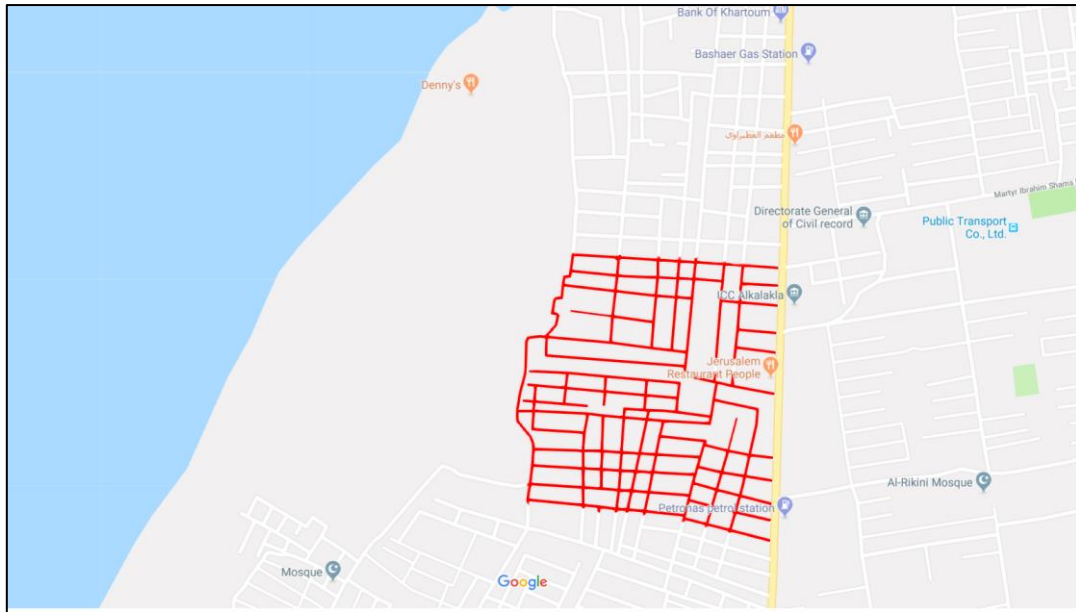 Bank Of Khartoum
Bashaer Gas Station
Denny's
مطعم العطبراوي
Martyr Ibrahim Shams
Directorate General
of Civil record
Public Transport
Co., Ltd.
ICC Alkalakla
Jerusalem
Restaurant People
Al-Rikini Mosque
Petronas petrol station
Mosque
Google